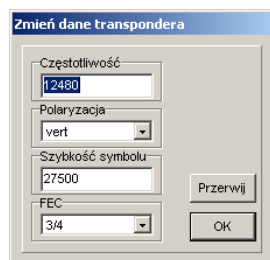 Zmień dane transpondera
Częstotliwość
12480
Polaryzacja
vert
Szybkość symbolu
27500
Przerwij
FEC
3/4
OK